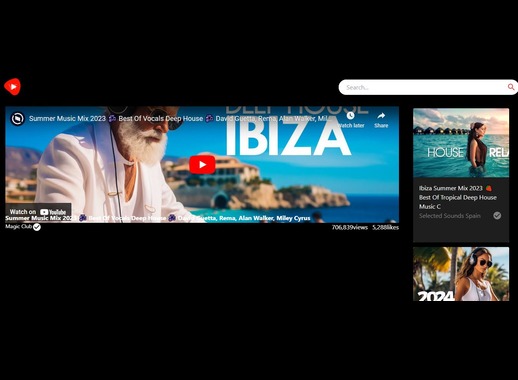 Search...
DEEP HOUSE
IBIZA
Summer Music Mix 2023 Best Of Vocals Deep House David Guetta, Rema, Alan Walker, Mil
Watch later
Share
Watch on YouTube
Summer Music Mix 2023 Best Of Vocals Deep House David Guetta, Rema, Alan Walker, Miley Cyrus
Magic Club
706,839views 5,288likes
HOUSE REL
Ibiza Summer Mix 2023
Best Of Tropical Deep House
Music C
Selected Sounds Spain
2024